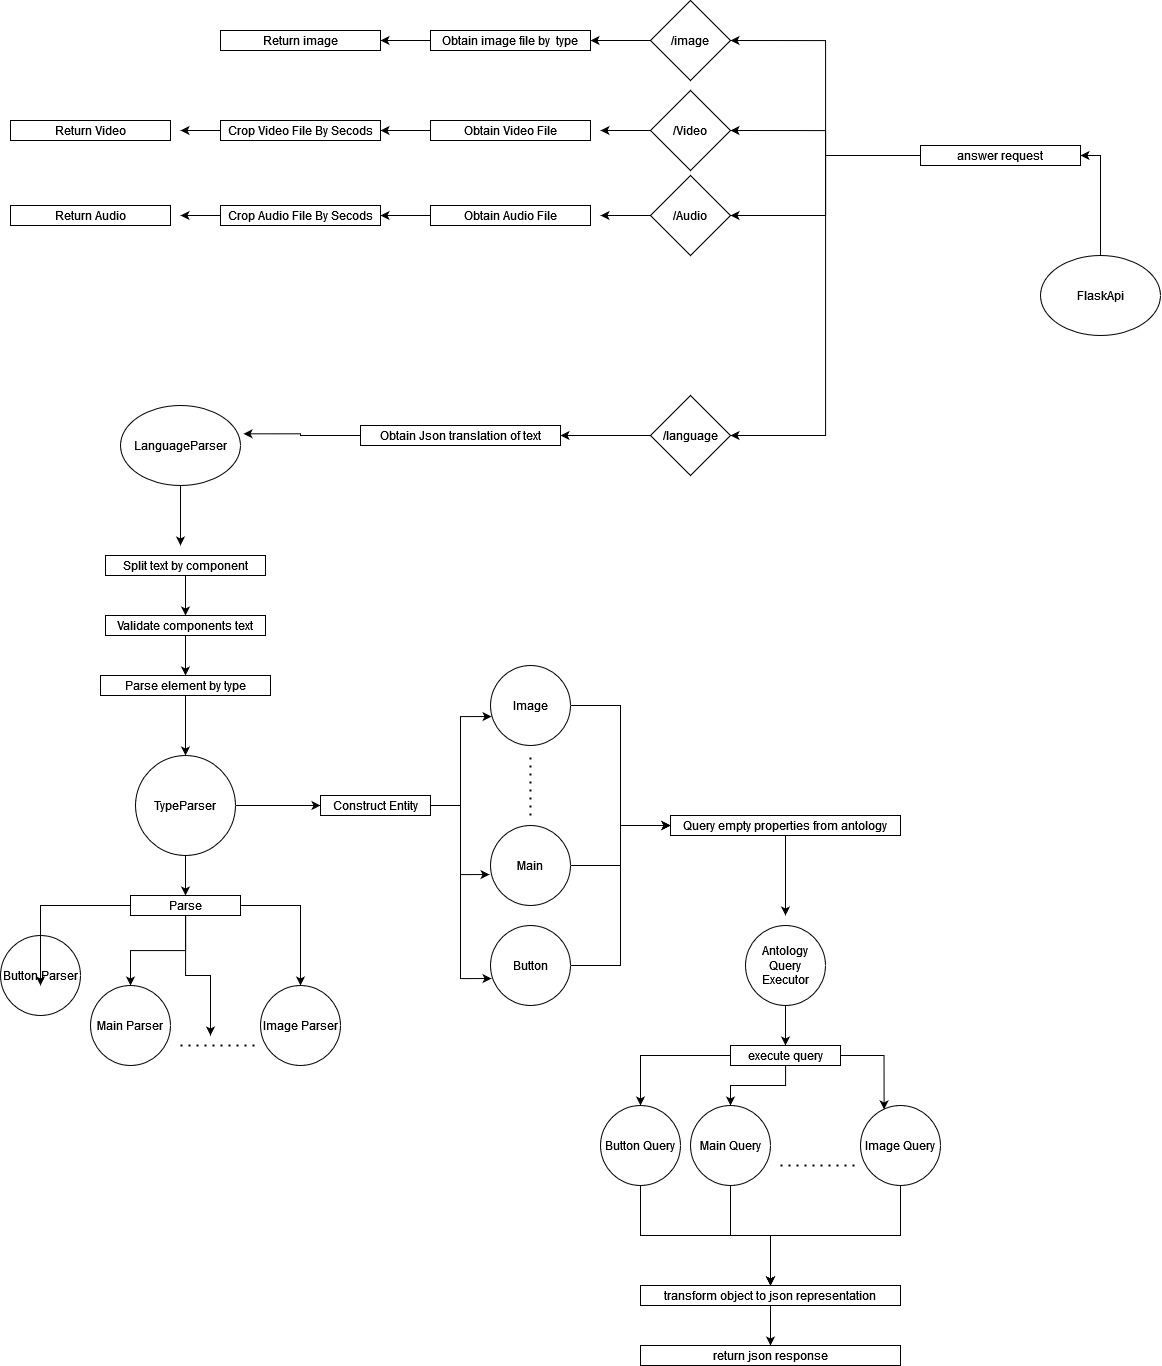 Return image
Obtain image file by type
/image
Return Video
Crop Video File By Secods
Obtain Video File
/Video
answer request
Return Audio
Crop Audio File By Secods
Obtain Audio File
/Audio
FlaskApi
LanguageParser
Obtain Json translation of text
/language
Split text by component
Validate components text
Parse element by type
Image
TypeParser
Construct Entity
Query empty properties from antology
Main
Parse
Button
Antology
Query
Executor
Button Parser
Main Parser
Image Parser
execute query
Button Query
Main Query
Image Query
transform object to json representation
return json response